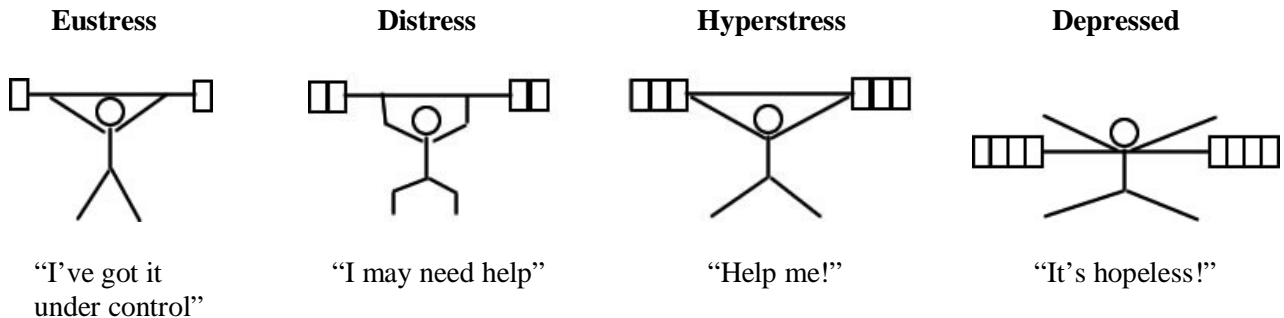 Eustress
Distress
Hyperstress
Depressed
“I’ve got it
under control”
“I may need help”
“Help me!”
“It’s hopeless!”